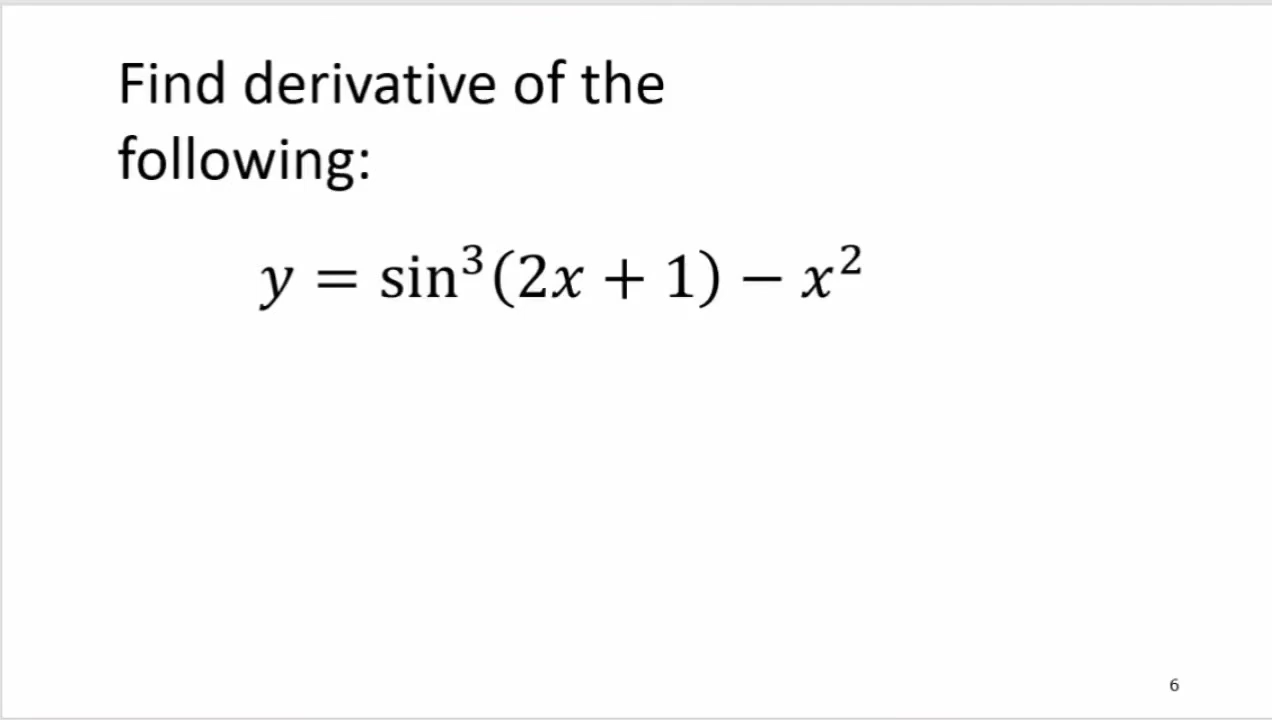 Find derivative of the
following:
y = sin³(2x + 1) − x²
6